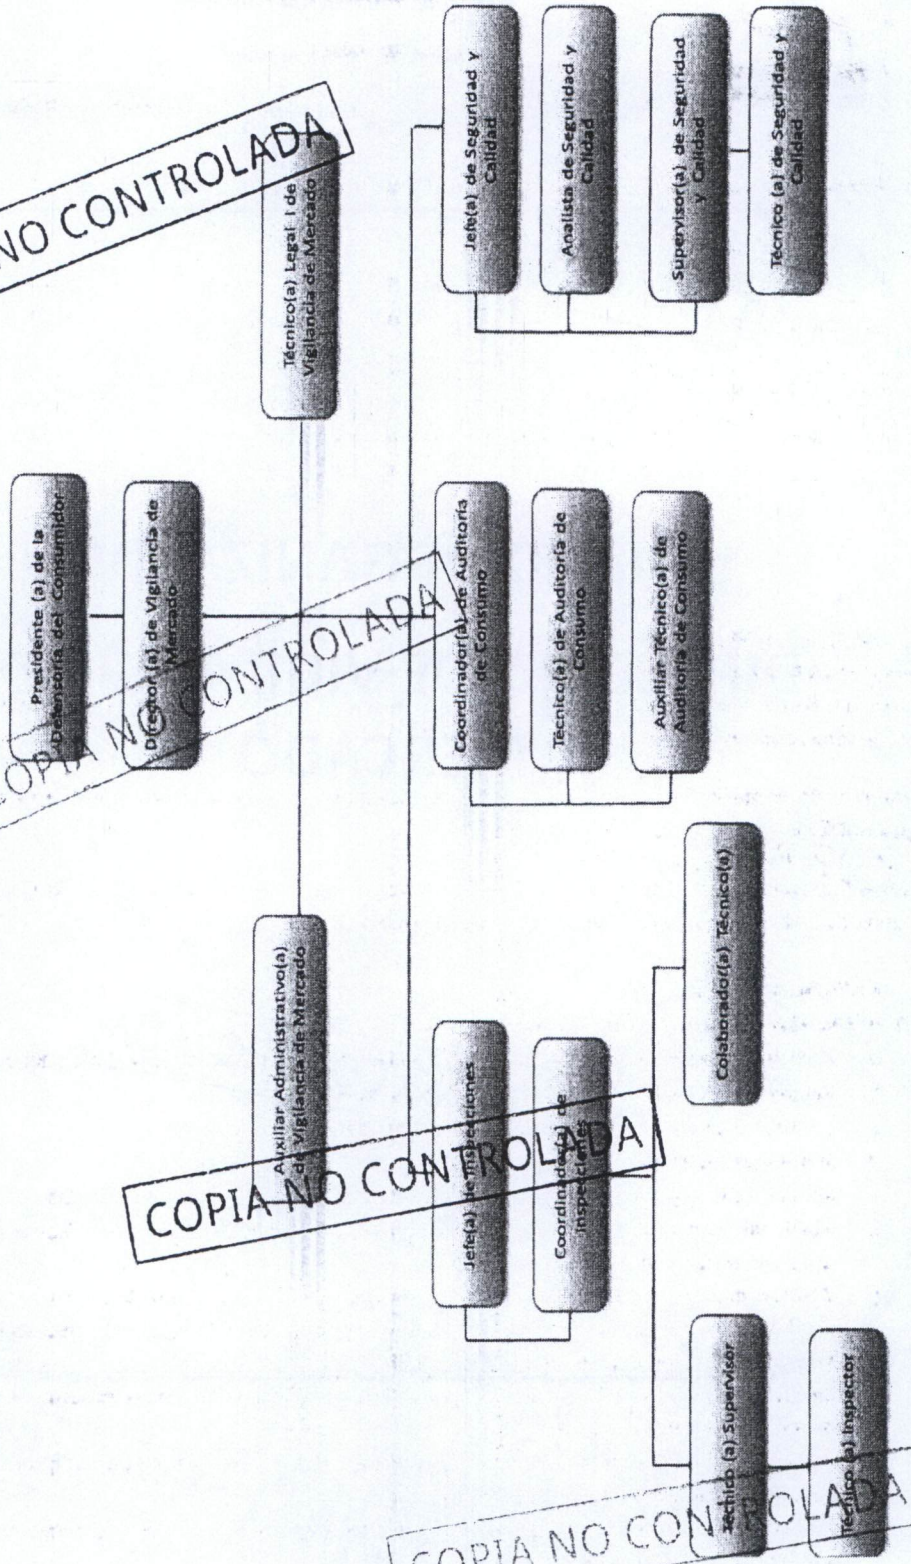 Presidente (a) de la
Defensoría del Consumidor
Director (a) de Vigilancia de
Mercado
Auxiliar Administrativo(a)
de Vigilancia de Mercado
Técnico(a) Legal I de
Vigilancia de Mercado
Jefe(a) de Inspecciones
Coordinador(a) de
Inspecciones
Técnico (a) Supervisor
Técnico (a) Inspector
Colaborador(a) Técnico(a)
Coordinador(a) de Auditoría
de Consumo
Técnico(a) de Auditoría de
Consumo
Auxiliar Técnico(a) de
Auditoría de Consumo
Jefe(a) de Seguridad y
Calidad
Analista de Seguridad y
Calidad
Supervisor(a) de Seguridad
y Calidad
Técnico (a) de Seguridad y
Calidad
NO CONTROLADA
COPIA NO CONTROLADA
COPIA NO CONTROLADA
COPIA NO CONTROLADA